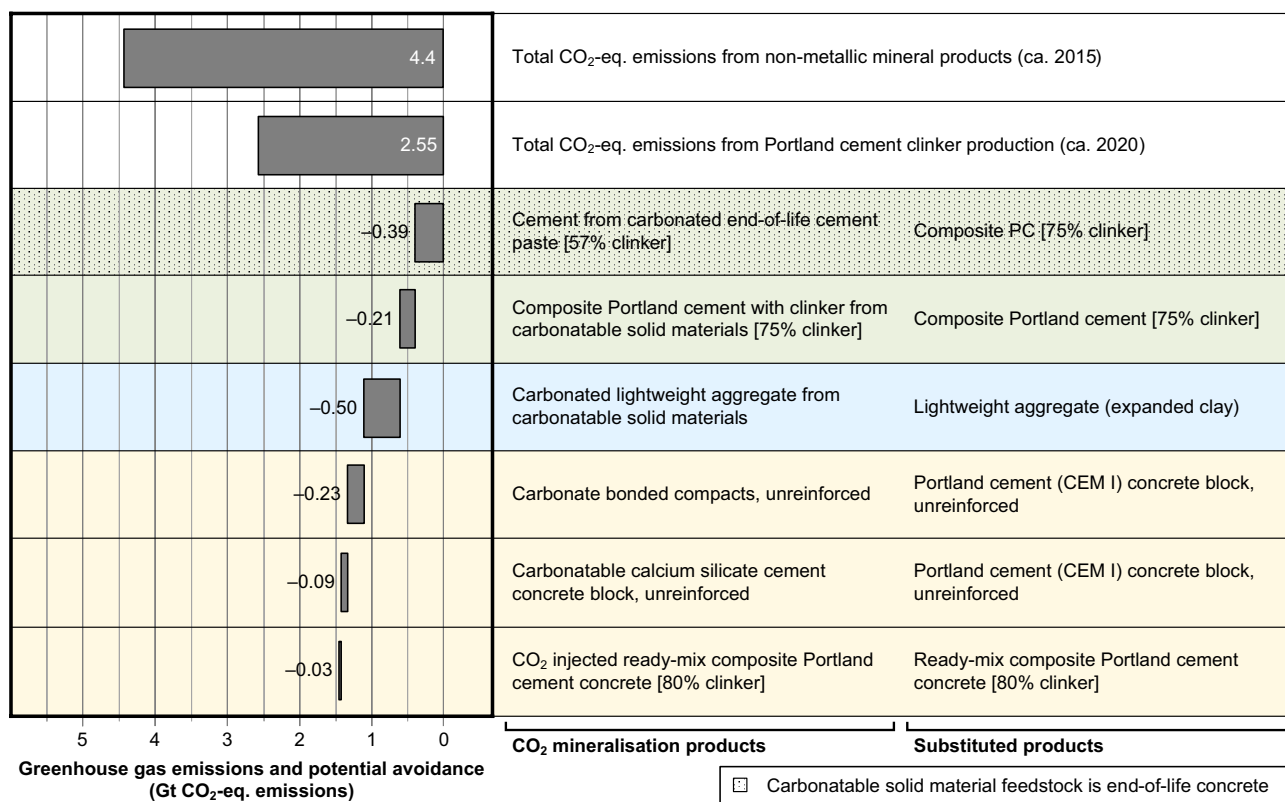 4.4
Total CO₂-eq. emissions from non-metallic mineral products (ca. 2015)
2.55
Total CO₂-eq. emissions from Portland cement clinker production (ca. 2020)
–0.39
Cement from carbonated end-of-life cement
paste [57% clinker]
Composite PC [75% clinker]
–0.21
Composite Portland cement with clinker from
carbonatable solid materials [75% clinker]
Composite Portland cement [75% clinker]
–0.50
Carbonated lightweight aggregate from
carbonatable solid materials
Lightweight aggregate (expanded clay)
–0.23
Carbonate bonded compacts, unreinforced
Portland cement (CEM I) concrete block,
unreinforced
–0.09
Carbonatable calcium silicate cement
concrete block, unreinforced
Portland cement (CEM I) concrete block,
unreinforced
–0.03
CO₂ injected ready-mix composite Portland
cement concrete [80% clinker]
Ready-mix composite Portland cement
concrete [80% clinker]
5 4 3 2 1 0
Greenhouse gas emissions and potential avoidance
(Gt CO₂-eq. emissions)
CO₂ mineralisation products
Substituted products
Carbonatable solid material feedstock is end-of-life concrete